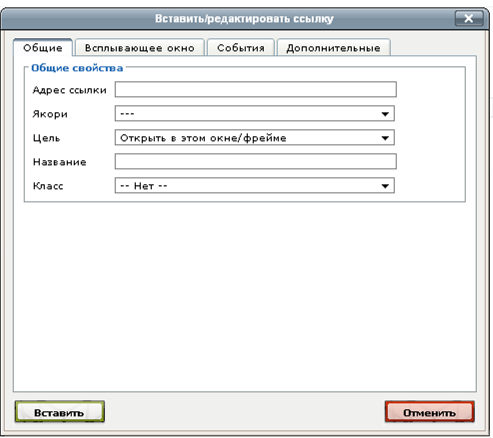 Вставить/редактировать ссылку
Общие Всплывающее окно События Дополнительные
Общие свойства
Адрес ссылки
Якори ---
Цель Открыть в этом окне/фрейме
Название
Класс -- Нет --
Вставить Отменить